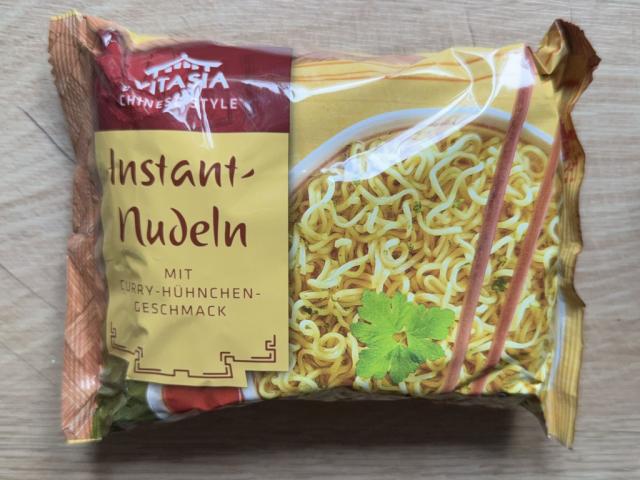 VITASIA
CHINESE STYLE
Instant-
Nudeln
MIT
CURRY-HÜHNCHEN-
GESCHMACK